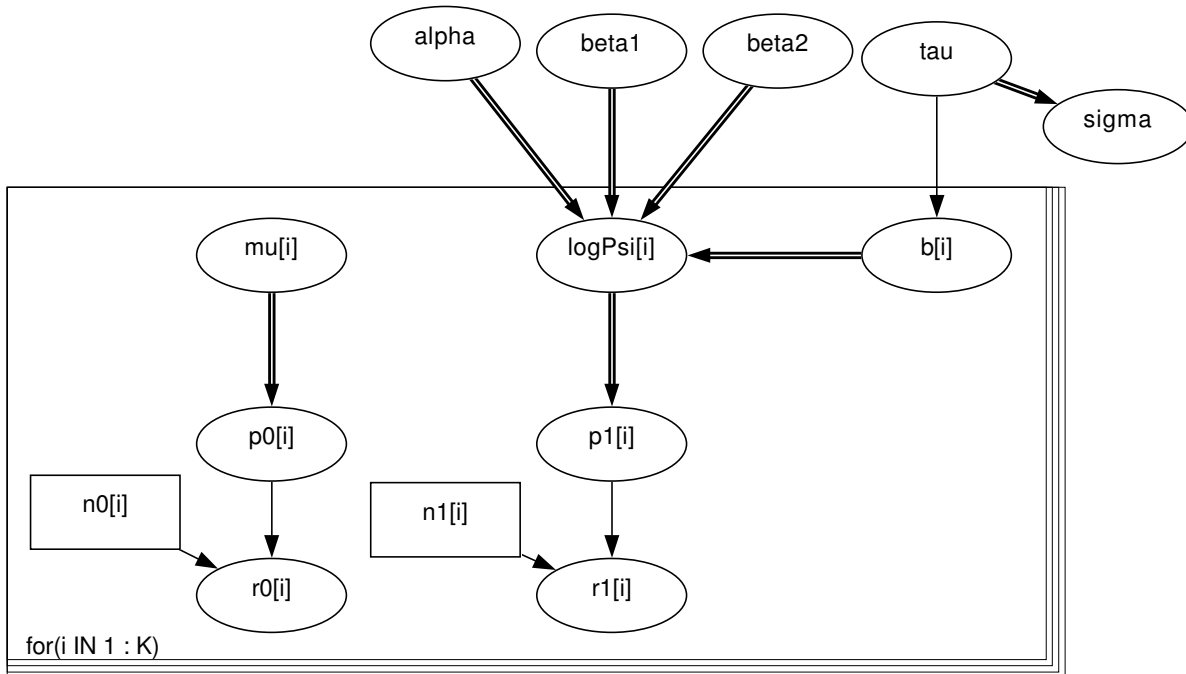 alpha
beta1
beta2
tau
sigma
mu[i]
logPsi[i]
b[i]
p0[i]
p1[i]
n0[i]
n1[i]
r0[i]
r1[i]
for(i IN 1 : K)